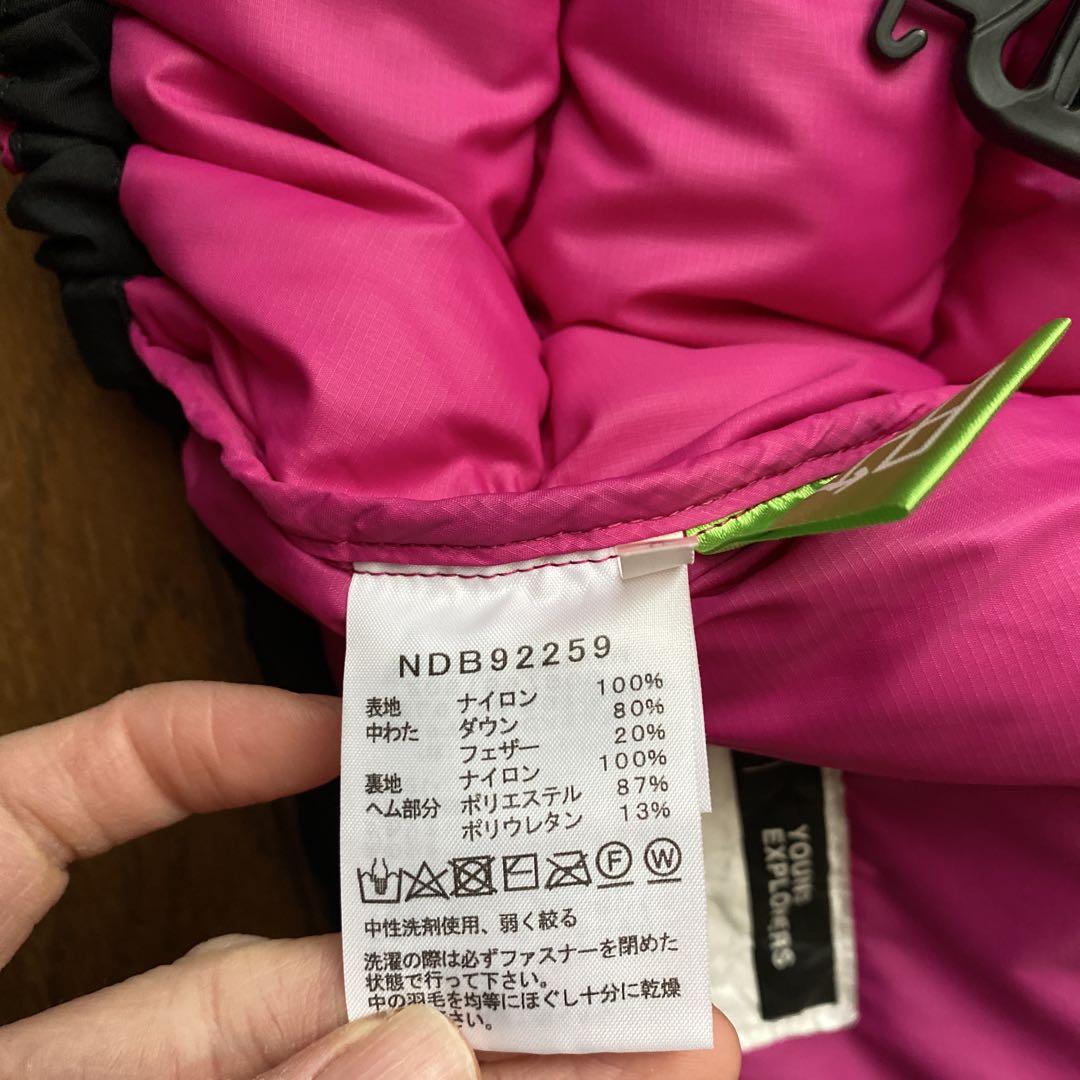 NDB92259
表地 ナイロン 100%
中わた ダウン 80%
フェザー 20%
裏地 ナイロン 100%
ヘム部分 ポリエステル 87%
ポリウレタン 13%
F W
中性洗剤使用、弱く絞る
洗濯の際は必ずファスナーを閉めた
状態で行って下さい。
中の羽毛を均等にほぐし十分に乾燥
さい。
YOUNG
EXPLORERS